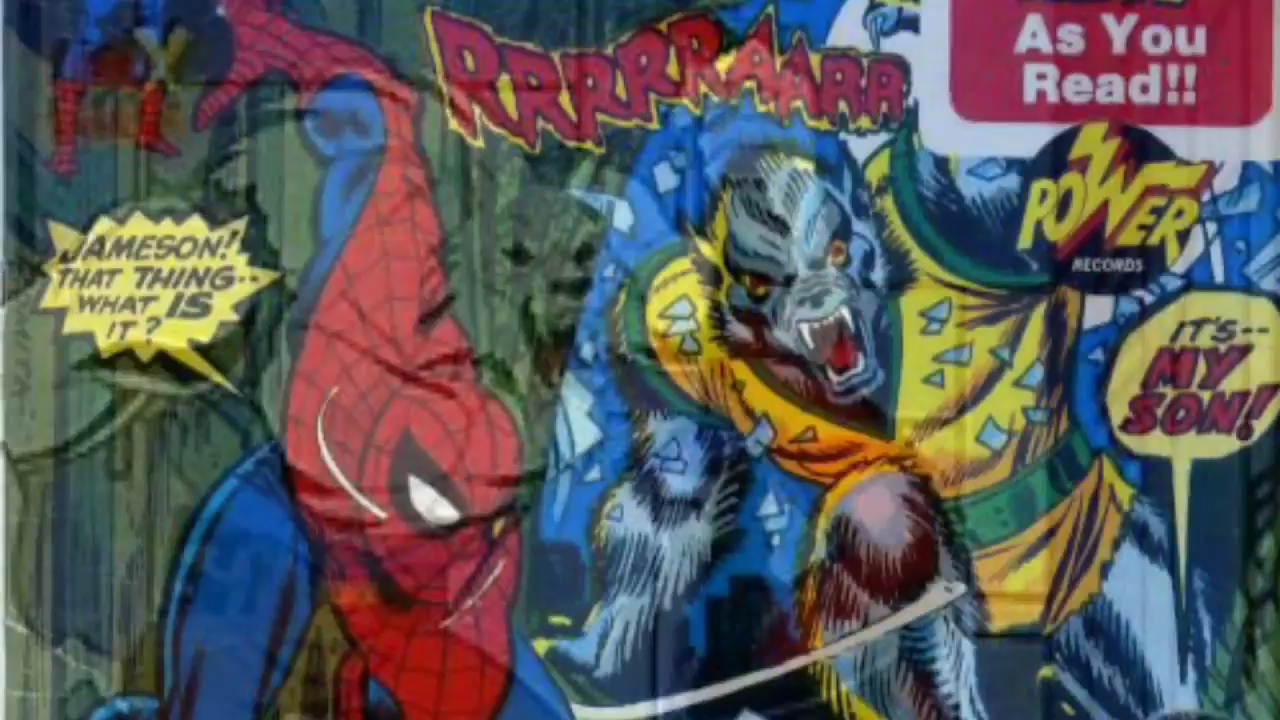 RRRRRAARR
As You
Read!!
POWER
RECORDS
JAMESON!
THAT THING--
WHAT IS
IT?
IT'S--
MY
SON!